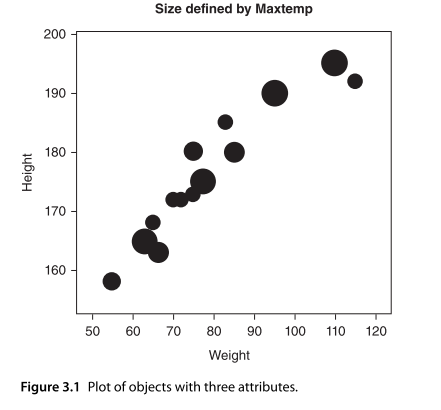 Size defined by Maxtemp
200
190
180
170
160
Height
50 60 70 80 90 100 110 120
Weight
Figure 3.1 Plot of objects with three attributes.